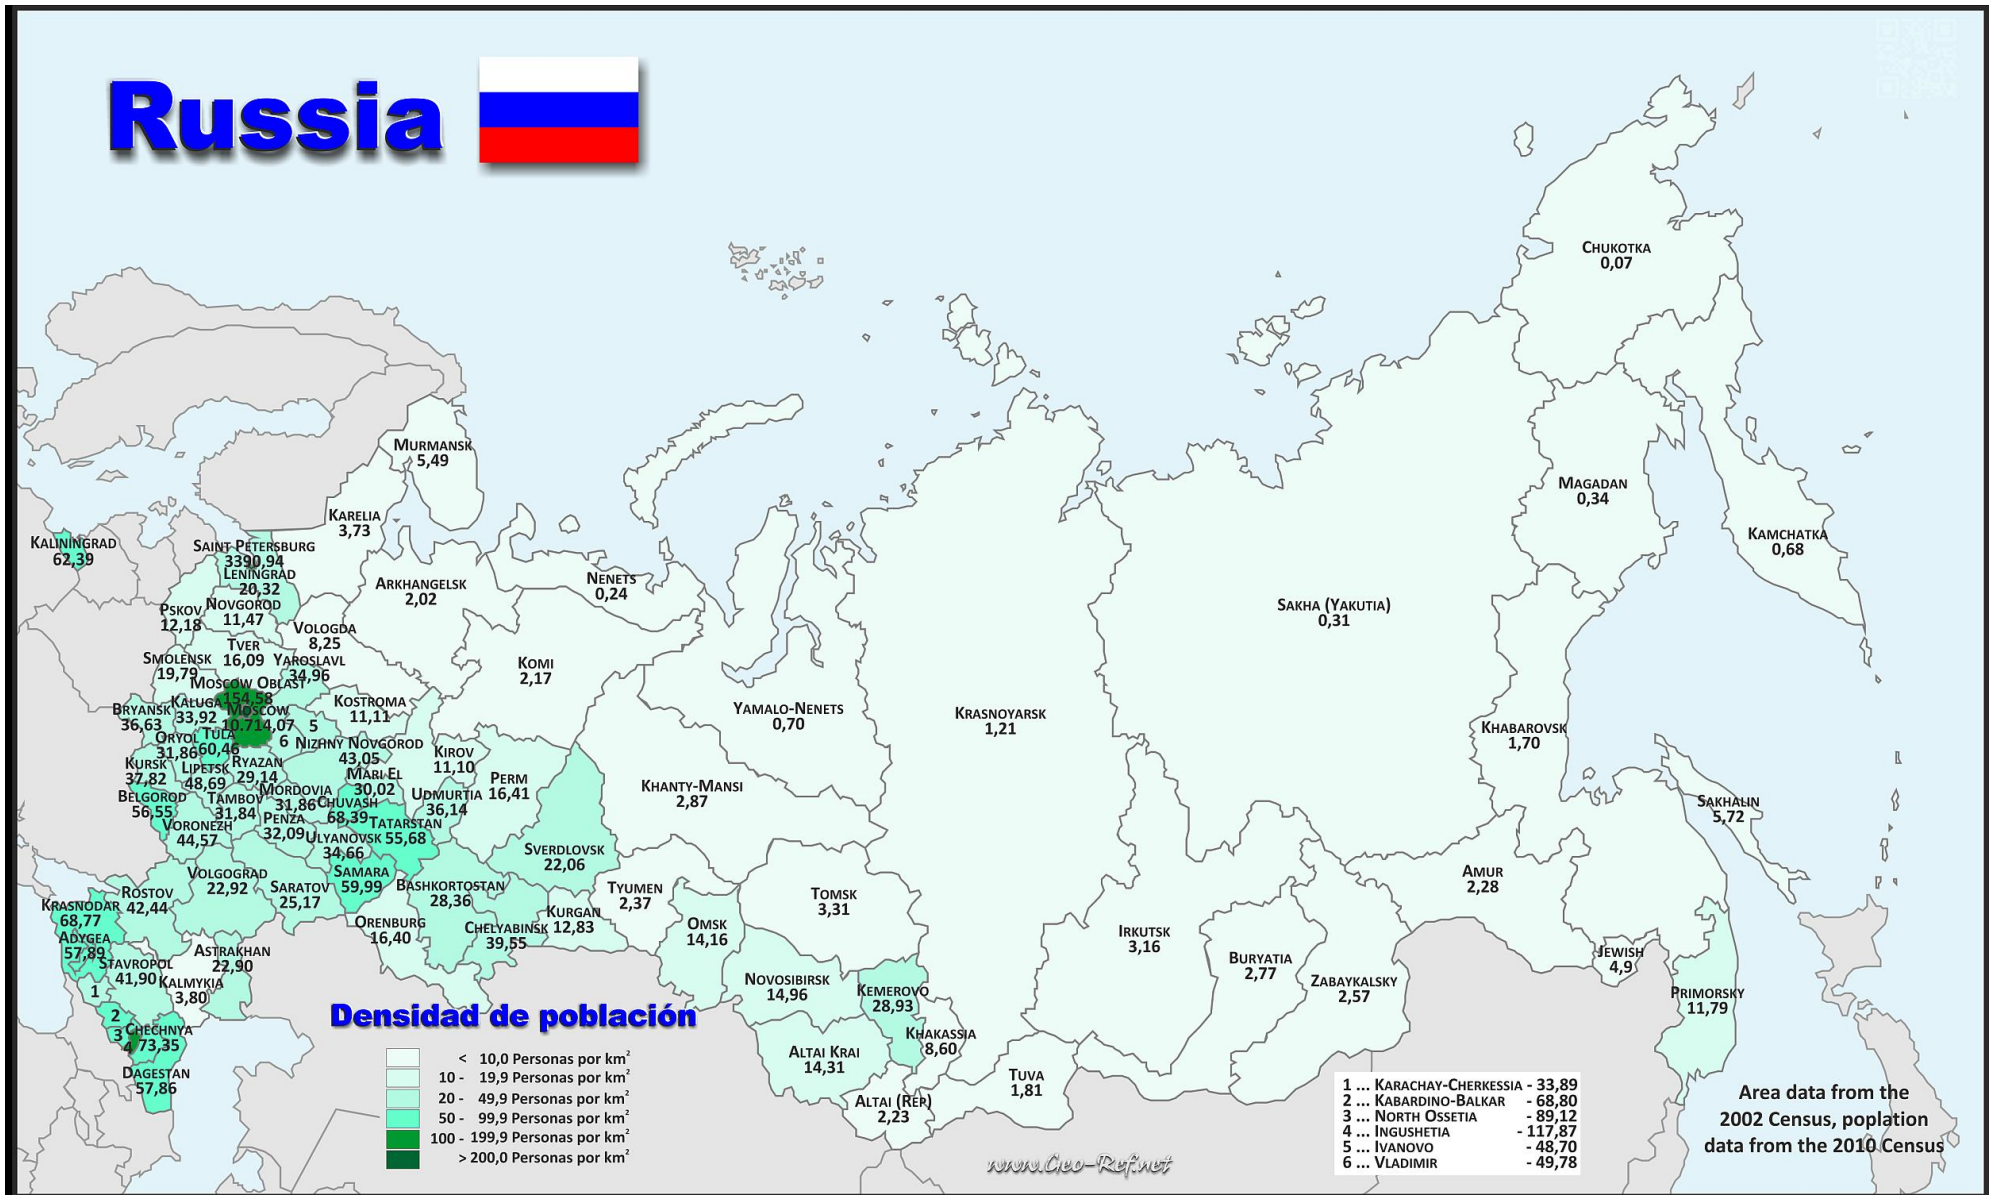 Russia
CHUKOTKA
0,07
MURMANSK
5,49
MAGADAN
0,34
KARELIA
3,73
KAMCHATKA
0,68
KALININGRAD
62,39
SAINT PETERSBURG
3390,94
LENINGRAD
20,32
ARKHANGELSK
2,02
NENETS
0,24
SAKHA (YAKUTIA)
0,31
PSKOV
12,18
NOVGOROD
11,47
VOLOGDA
8,25
TVER
16,09
SMOLENSK
19,79
YAROSLAVL
34,96
KOMI
2,17
MOSCOW OBLAST
154,58
KOSTROMA
11,11
YAMALO-NENETS
0,70
KRASNOYARSK
1,21
KHABAROVSK
1,70
BRYANSK
36,63
KALUGA
33,92
MOSCOW
10.714,07
5
6
ORYOL
31,86
TULA
60,46
NIZHNY NOVGOROD
43,05
KIROV
11,10
KURSK
37,82
LIPETSK
48,69
RYAZAN
29,14
MARI EL
30,02
PERM
16,41
KHANTY-MANSI
2,87
BELGOROD
56,55
TAMBOV
31,84
MORDOVIA
31,86
CHUVASH
68,39
UDMURTIA
36,14
SAKHALIN
5,72
VORONEZH
44,57
PENZA
32,09
TATARSTAN
55,68
ULYANOVSK
34,66
SVERDLOVSK
22,06
VOLGOGRAD
22,92
SARATOV
25,17
SAMARA
59,99
BASHKORTOSTAN
28,36
AMUR
2,28
ROSTOV
42,44
TYUMEN
2,37
TOMSK
3,31
KRASNODAR
68,77
ORENBURG
16,40
CHELYABINSK
39,55
KURGAN
12,83
OMSK
14,16
IRKUTSK
3,16
ADYGEA
57,89
STAVROPOL
41,90
ASTRAKHAN
22,90
KALMYKIA
3,80
NOVOSIBIRSK
14,96
KEMEROVO
28,93
BURYATIA
2,77
ZABAYKALSKY
2,57
JEWISH
4,9
PRIMORSKY
11,79
1
2
3
4
CHECHNYA
73,35
DAGESTAN
57,86
KHAKASSIA
8,60
ALTAI KRAI
14,31
ALTAI (REP)
2,23
TUVA
1,81
Densidad de población
< 10,0 Personas por km²
10 - 19,9 Personas por km²
20 - 49,9 Personas por km²
50 - 99,9 Personas por km²
100 - 199,9 Personas por km²
> 200,0 Personas por km²
www.Geo-Ref.net
1 ... KARACHAY-CHERKESSIA - 33,89
2 ... KABARDINO-BALKAR - 68,80
3 ... NORTH OSSETIA - 89,12
4 ... INGUSHETIA - 117,87
5 ... IVANOVO - 48,70
6 ... VLADIMIR - 49,78
Area data from the
2002 Census, poplation
data from the 2010 Census